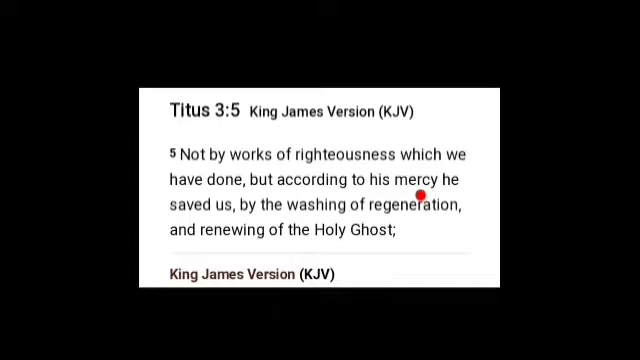 Titus 3:5 King James Version (KJV)
5 Not by works of righteousness which we
have done, but according to his mercy he
saved us, by the washing of regeneration,
and renewing of the Holy Ghost;
King James Version (KJV)